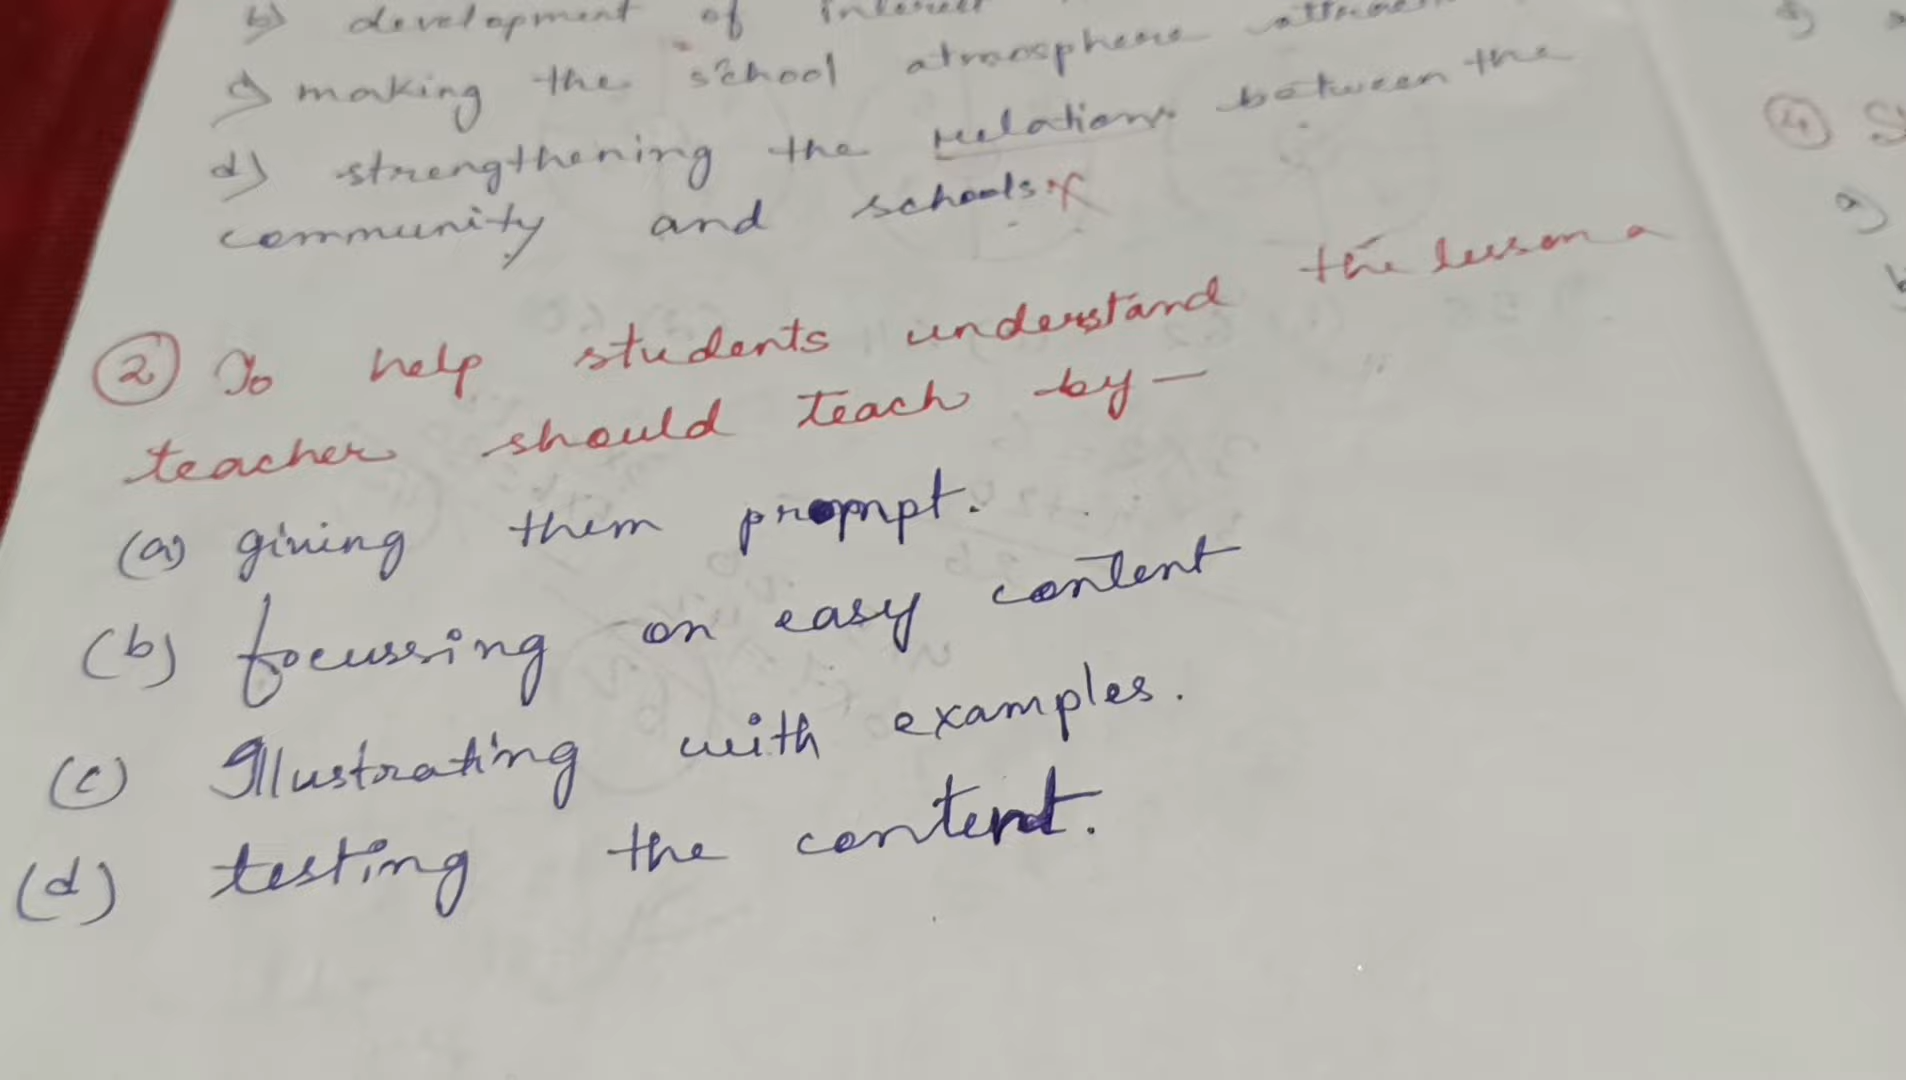 b) development of interest
c) making the school atmosphere
d) strengthening the relations between the
community and schools x
② To help students understand the lesson a
teacher should teach by —
(a) giving them prompt.
(b) focussing on easy content
(c) Illustrating with examples.
(d) testing the content.
④
a)